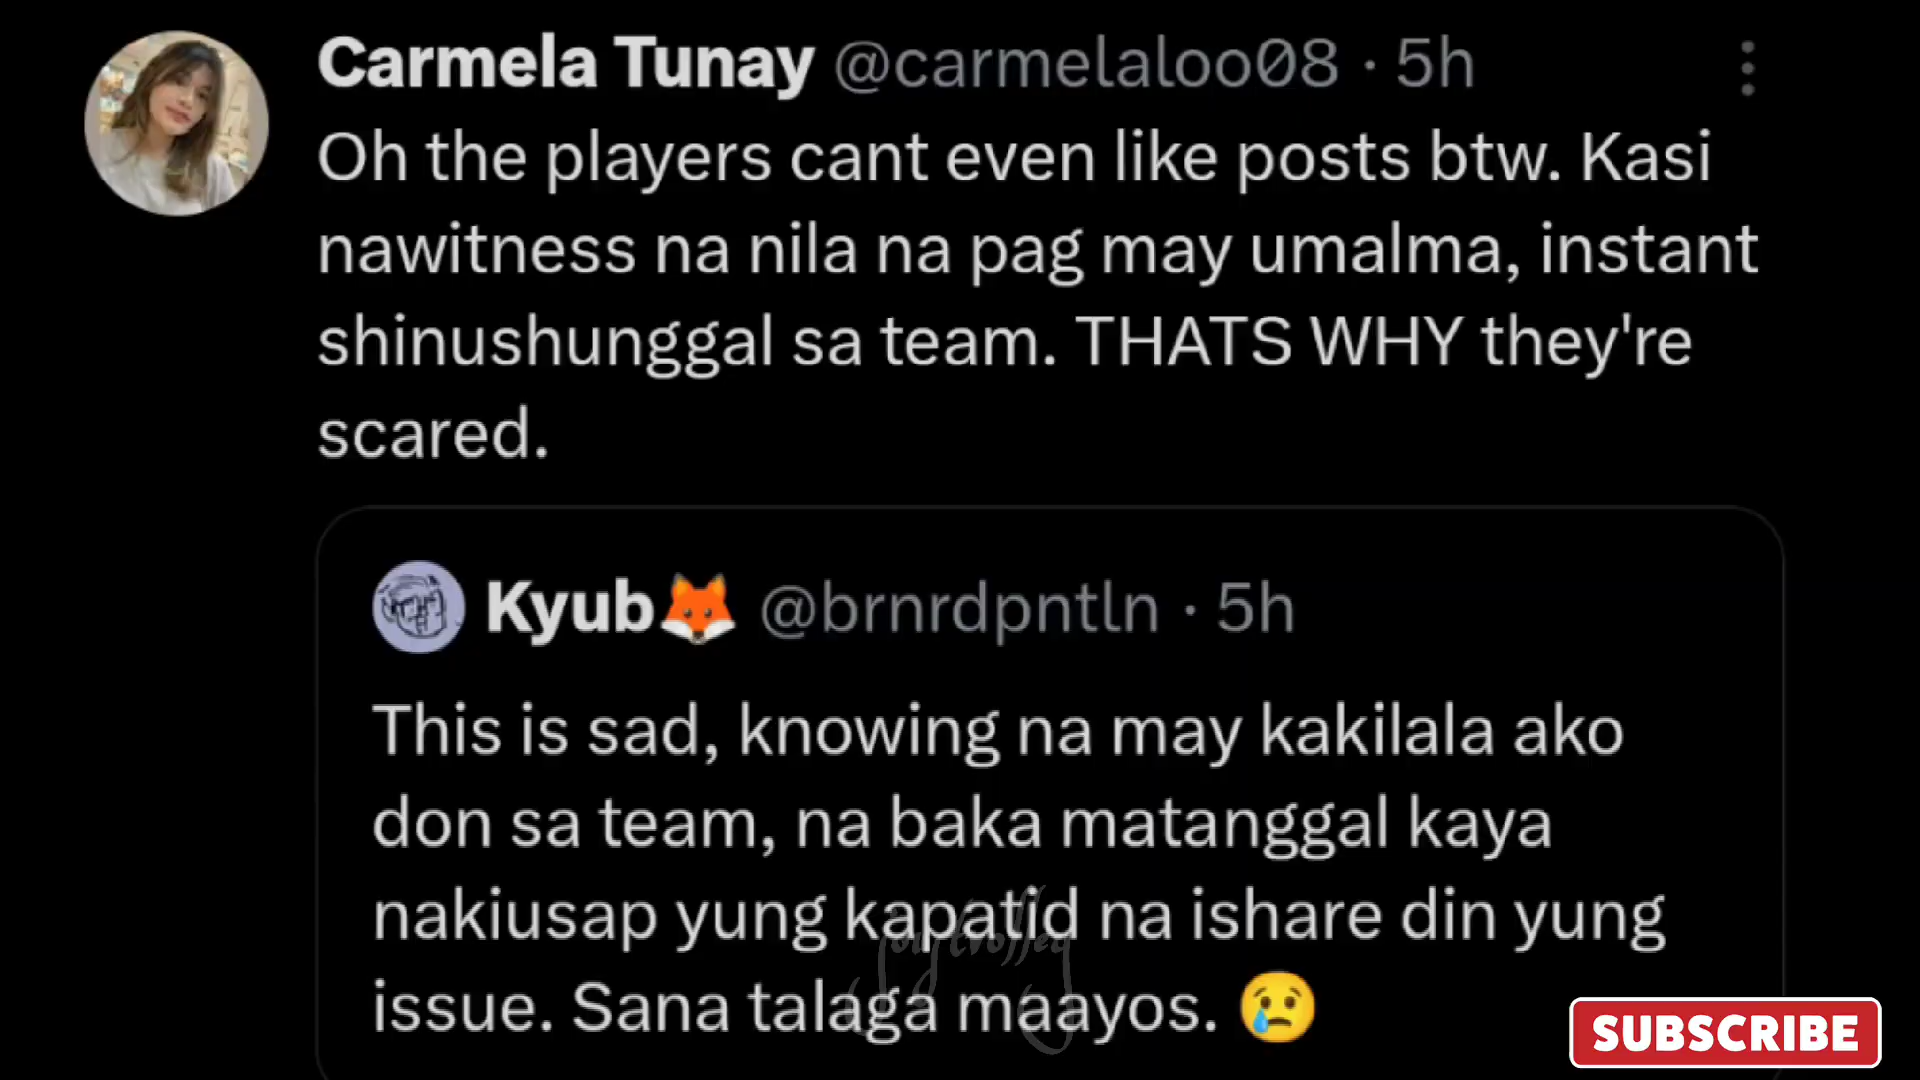 Carmela Tunay @carmelaloo08 · 5h
Oh the players cant even like posts btw. Kasi
nawitness na nila na pag may umalma, instant
shinushunggal sa team. THATS WHY they're
scared.
Kyub🦊 @brnrdpntln · 5h
This is sad, knowing na may kakilala ako
don sa team, na baka matanggal kaya
nakiusap yung kapatid na ishare din yung
issue. Sana talaga maayos. 😢
SUBSCRIBE